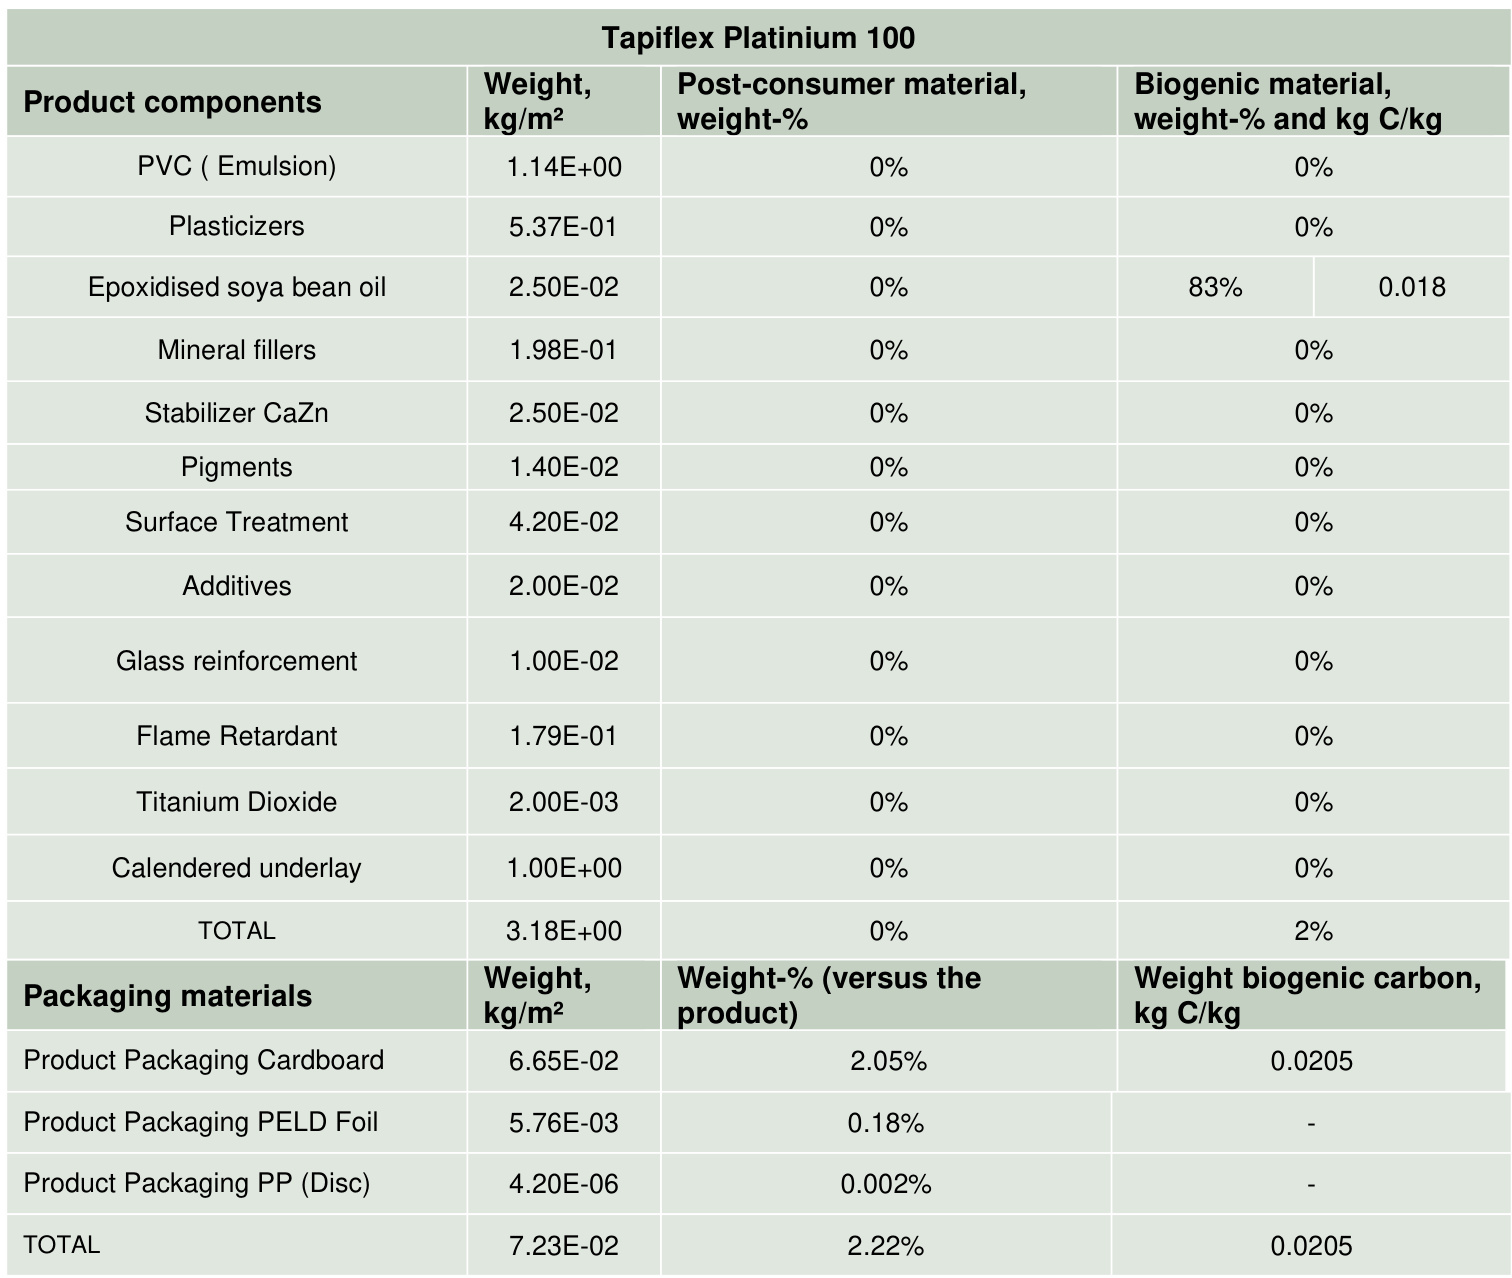 Tapiflex Platinium 100
Product components
Weight,
kg/m²
Post-consumer material,
weight-%
Biogenic material,
weight-% and kg C/kg
PVC ( Emulsion) 1.14E+00 0% 0%
Plasticizers 5.37E-01 0% 0%
Epoxidised soya bean oil 2.50E-02 0% 83% 0.018
Mineral fillers 1.98E-01 0% 0%
Stabilizer CaZn 2.50E-02 0% 0%
Pigments 1.40E-02 0% 0%
Surface Treatment 4.20E-02 0% 0%
Additives 2.00E-02 0% 0%
Glass reinforcement 1.00E-02 0% 0%
Flame Retardant 1.79E-01 0% 0%
Titanium Dioxide 2.00E-03 0% 0%
Calendered underlay 1.00E+00 0% 0%
TOTAL 3.18E+00 0% 2%
Packaging materials
Weight,
kg/m²
Weight-% (versus the
product)
Weight biogenic carbon,
kg C/kg
Product Packaging Cardboard 6.65E-02 2.05% 0.0205
Product Packaging PELD Foil 5.76E-03 0.18% -
Product Packaging PP (Disc) 4.20E-06 0.002% -
TOTAL 7.23E-02 2.22% 0.0205